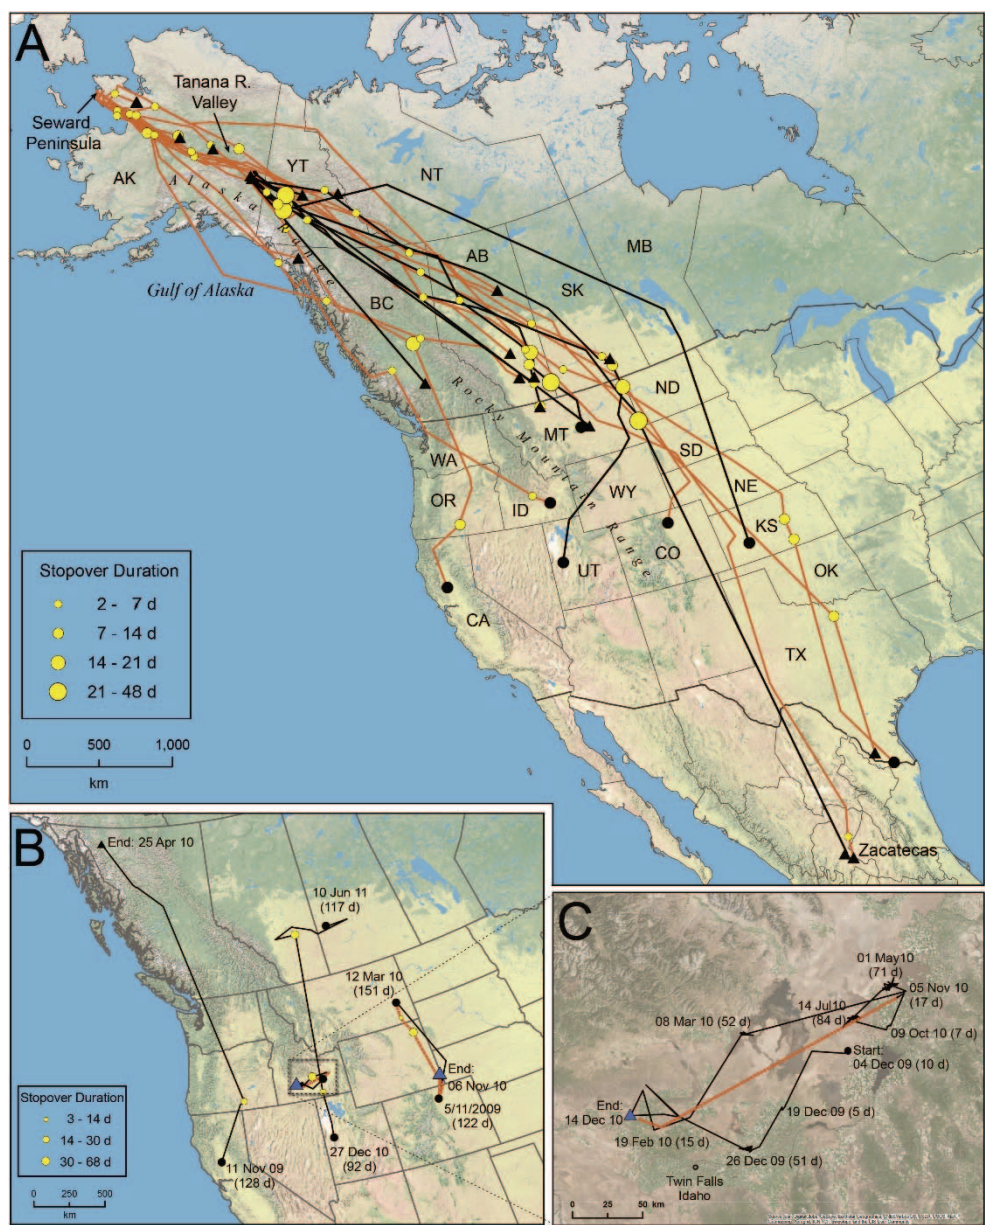 A
Tanana R.
Valley
Seward
Peninsula
YT
NT
AK
Alaska Range
MB
AB
SK
Gulf of Alaska
BC
ND
Rocky Mountain Range
MT
SD
WA
WY
NE
OR
ID
KS
CO
UT
OK
CA
TX
Zacatecas
Stopover Duration
2 - 7 d
7 - 14 d
14 - 21 d
21 - 48 d
0 500 1,000
km
B
End: 25 Apr 10
10 Jun 11
(117 d)
12 Mar 10
(151 d)
End:
06 Nov 10
5/11/2009
(122 d)
27 Dec 10
(92 d)
11 Nov 09
(128 d)
Stopover Duration
3 - 14 d
14 - 30 d
30 - 68 d
0 250 500
km
C
01 May10
(71 d)
05 Nov 10
(17 d)
14 Jul10
(84 d)
08 Mar 10 (52 d)
09 Oct 10 (7 d)
Start:
04 Dec 09 (10 d)
End:
14 Dec 10
19 Dec 09 (5 d)
19 Feb 10 (15 d)
26 Dec 09 (51 d)
Twin Falls
Idaho
0 50 km